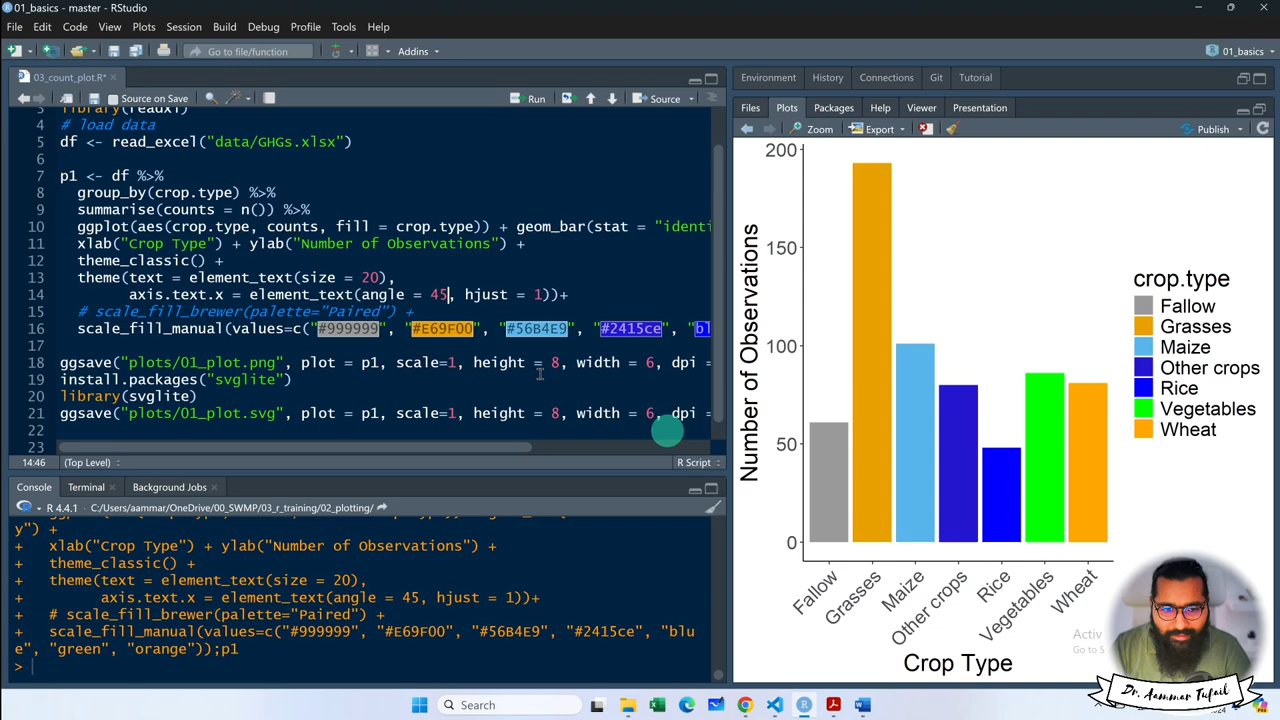 01_basics - master - RStudio
File Edit Code View Plots Session Build Debug Profile Tools Help
Go to file/function Addins 01_basics
03_count_plot.R*
Source on Save Run Source
3 library(readxl)
4 # load data
5 df <- read_excel("data/GHGs.xlsx")
6
7 p1 <- df %>%
8 group_by(crop.type) %>%
9 summarise(counts = n()) %>%
10 ggplot(aes(crop.type, counts, fill = crop.type)) + geom_bar(stat = "identi
11 xlab("Crop Type") + ylab("Number of Observations") +
12 theme_classic() +
13 theme(text = element_text(size = 20),
14 axis.text.x = element_text(angle = 45, hjust = 1))+
15 # scale_fill_brewer(palette="Paired") +
16 scale_fill_manual(values=c("#999999", "#E69F00", "#56B4E9", "#2415ce", "bl
17
18 ggsave("plots/01_plot.png", plot = p1, scale=1, height = 8, width = 6, dpi =
19 install.packages("svglite")
20 library(svglite)
21 ggsave("plots/01_plot.svg", plot = p1, scale=1, height = 8, width = 6, dpi =
22
23
14:46 (Top Level) R Script
Console Terminal Background Jobs
R 4.4.1 · C:/Users/aammar/OneDrive/00_SWMP/03_r_training/02_plotting/
y") +
+ xlab("Crop Type") + ylab("Number of Observations") +
+ theme_classic() +
+ theme(text = element_text(size = 20),
+ axis.text.x = element_text(angle = 45, hjust = 1))+
+ # scale_fill_brewer(palette="Paired") +
+ scale_fill_manual(values=c("#999999", "#E69F00", "#56B4E9", "#2415ce", "blu
e", "green", "orange"));p1
>
Environment History Connections Git Tutorial
Files Plots Packages Help Viewer Presentation
Zoom Export Publish
200
150
100
50
0
Number of Observations
Fallow Grasses Maize Other crops Rice Vegetables Wheat
Crop Type
crop.type
Fallow
Grasses
Maize
Other crops
Rice
Vegetables
Wheat
Activ
Go to S
Dr. Aammar Tufail
Search